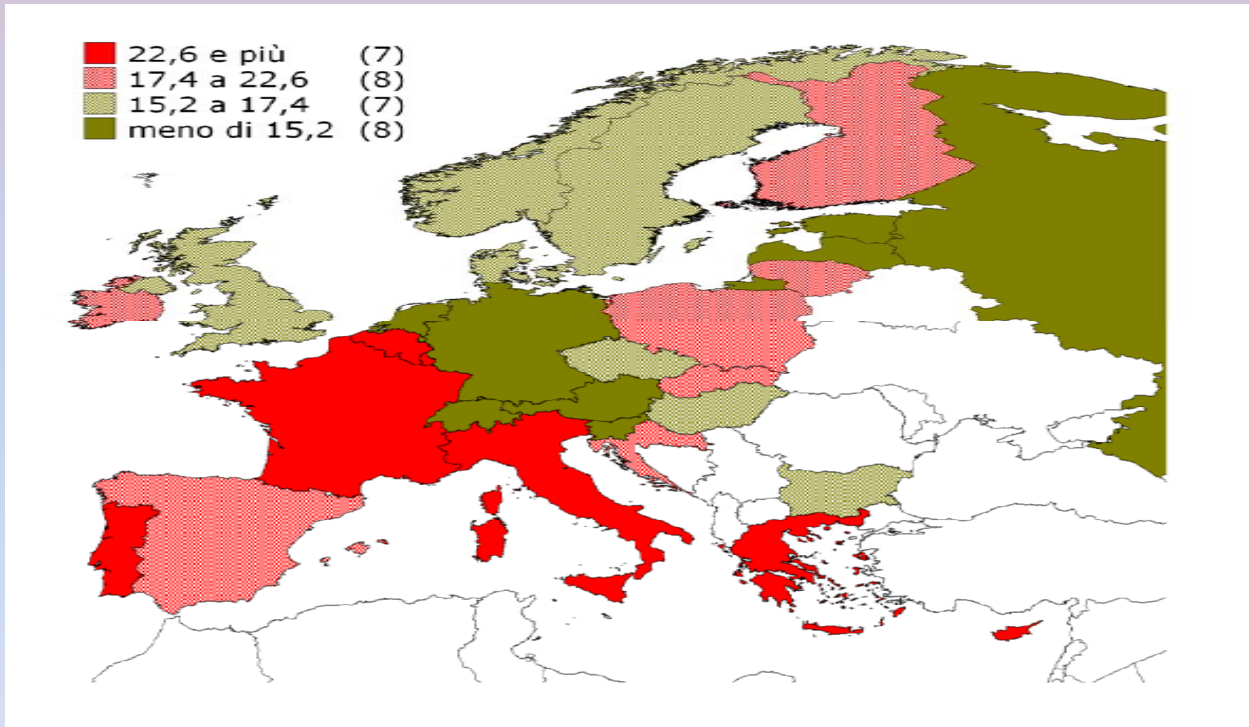 22,6 e più (7)
17,4 a 22,6 (8)
15,2 a 17,4 (7)
meno di 15,2 (8)